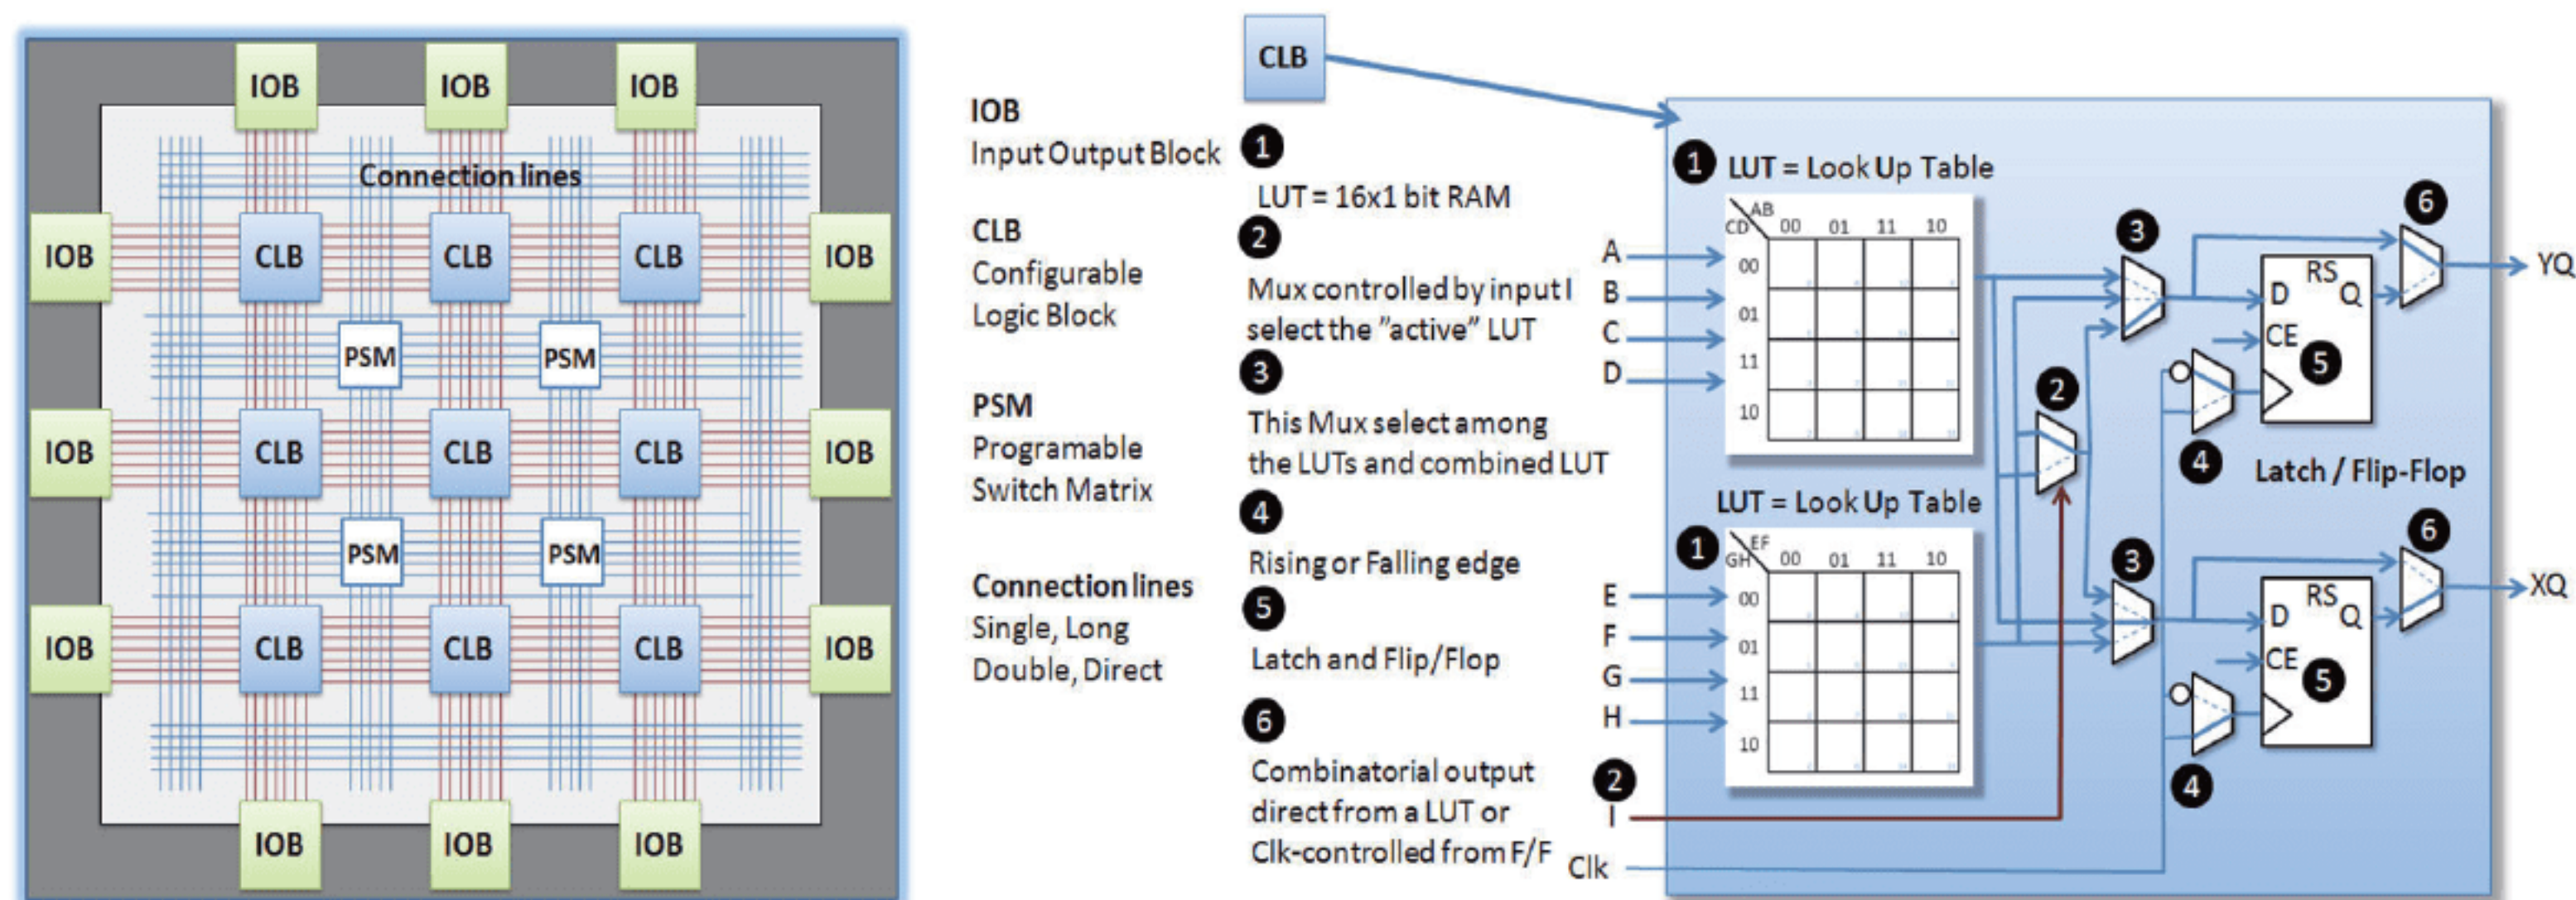 IOB IOB IOB
Connection lines
IOB CLB CLB CLB IOB
PSM PSM
IOB CLB CLB CLB IOB
PSM PSM
IOB CLB CLB CLB IOB
IOB IOB IOB
IOB
Input Output Block
CLB
Configurable
Logic Block
PSM
Programable
Switch Matrix
Connection lines
Single, Long
Double, Direct
CLB
1
LUT = 16x1 bit RAM
2
Mux controlled by input I
select the ”active” LUT
3
This Mux select among
the LUTs and combined LUT
4
Rising or Falling edge
5
Latch and Flip/Flop
6
Combinatorial output
direct from a LUT or
Clk-controlled from F/F
1 LUT = Look Up Table
AB
CD 00 01 11 10
00
01
11
10
A
B
C
D
LUT = Look Up Table
1
EF
GH 00 01 11 10
00
01
11
10
E
F
G
H
2
I
Clk
2
3
6
RS
D Q
CE
5
4
YQ
Latch / Flip-Flop
3
6
RS
D Q
CE
5
4
XQ